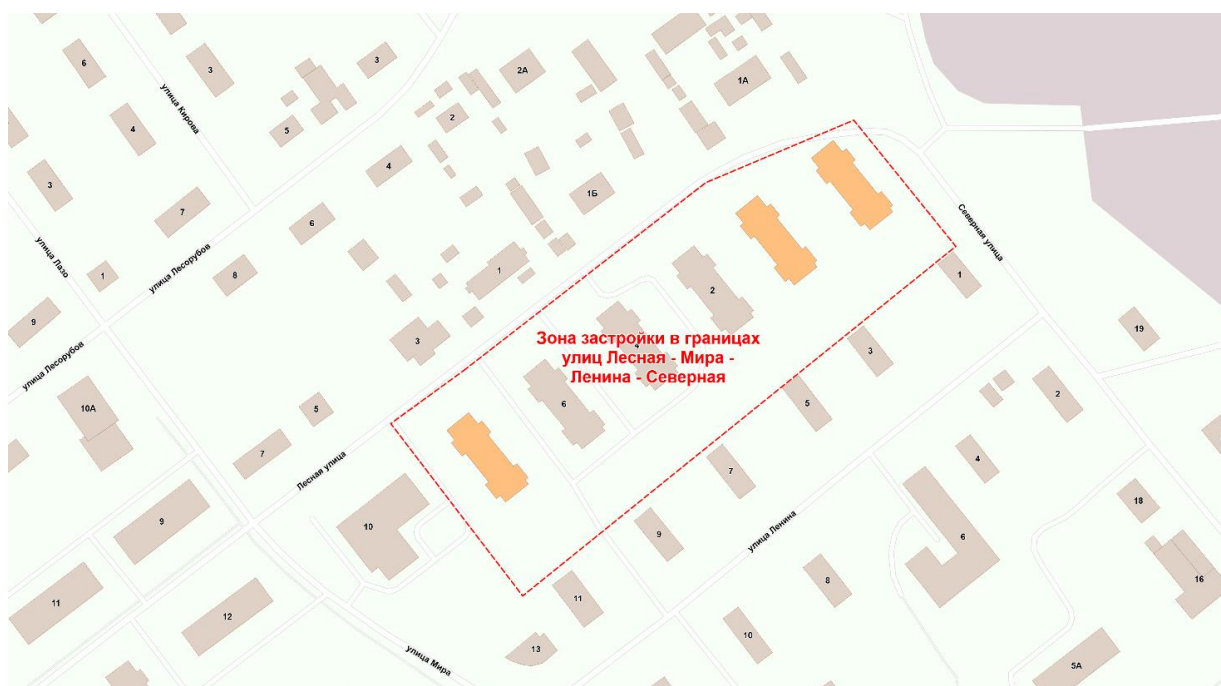 6
3
3
2А
1А
улица Кирова
2
4
5
4
3
7
6
1Б
улица Лазо
улица Лесорубов
1
8
1
Северная улица
1
2
9
3
Зона застройки в границах
улиц Лесная - Мира -
Ленина - Северная
4
19
улица Лесорубов
3
5
6
2
10А
5
7
Лесная улица
7
4
9
10
9
улица Ленина
18
6
11
12
11
8
16
10
13
улица Мира
5А